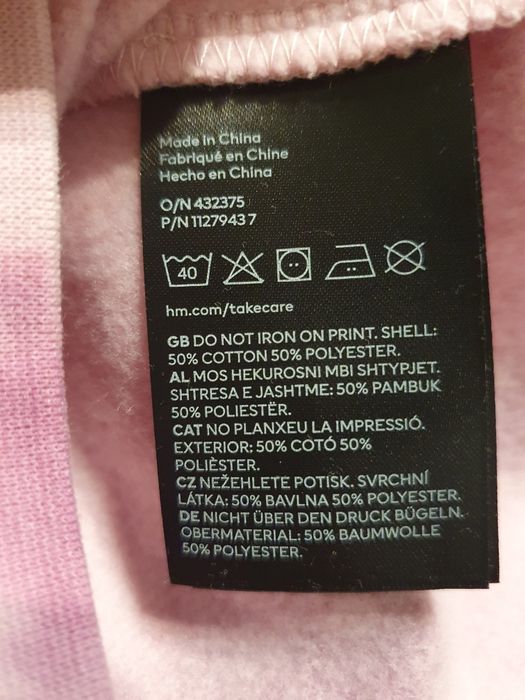 Made in China
Fabriqué en Chine
Hecho en China
O/N 432375
P/N 1127943 7
40
hm.com/takecare
GB DO NOT IRON ON PRINT. SHELL:
50% COTTON 50% POLYESTER.
AL MOS HEKUROSNI MBI SHTYPJET.
SHTRESA E JASHTME: 50% PAMBUK
50% POLIESTËR.
CAT NO PLANXEU LA IMPRESSIÓ.
EXTERIOR: 50% COTÓ 50%
POLIÈSTER.
CZ NEŽEHLETE POTISK. SVRCHNÍ
LÁTKA: 50% BAVLNA 50% POLYESTER.
DE NICHT ÜBER DEN DRUCK BÜGELN.
OBERMATERIAL: 50% BAUMWOLLE
50% POLYESTER.